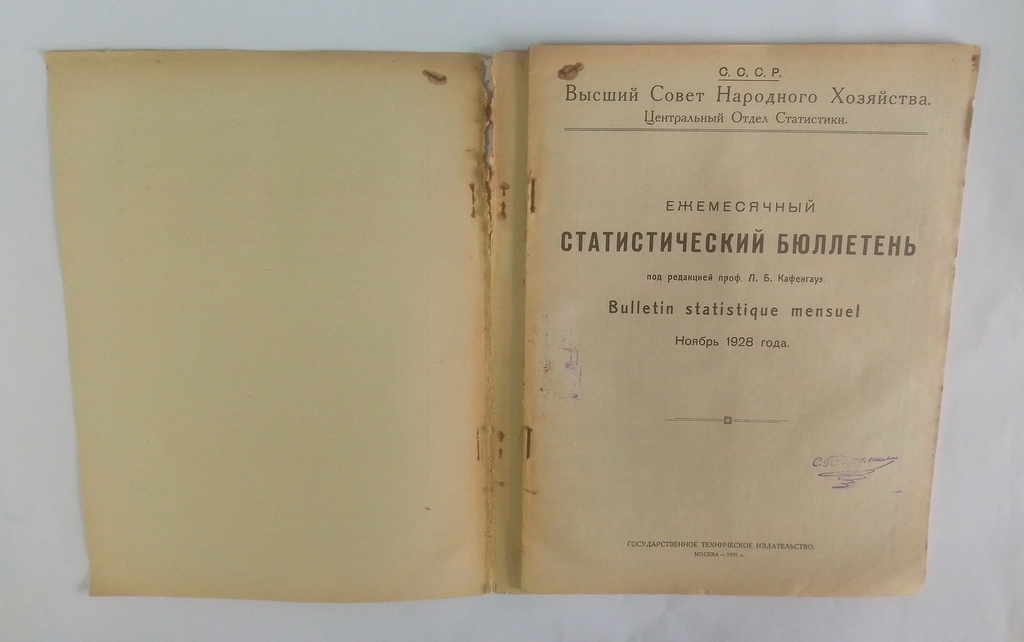 С. С. С. Р.
Высший Совет Народного Хозяйства.
Центральный Отдел Статистики.
ЕЖЕМЕСЯЧНЫЙ
СТАТИСТИЧЕСКИЙ БЮЛЛЕТЕНЬ
под редакцией проф. Л. Б. Кафенгауз.
Bulletin statistique mensuel
Ноябрь 1928 года.
ГОСУДАРСТВЕННОЕ ТЕХНИЧЕСКОЕ ИЗДАТЕЛЬСТВО.
МОСКВА — 1929 г.